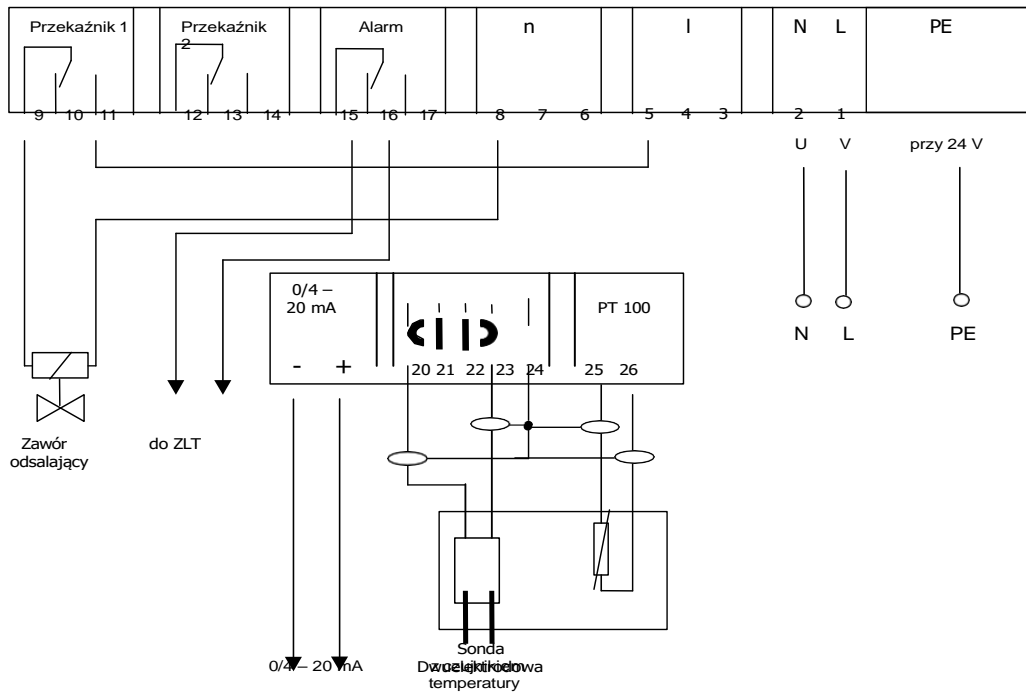 Przekaźnik 1
Przekaźnik
2
Alarm
n
l
N L
PE
9 10 11
12 13 14
15 16 17
8 7 6
5 4 3
2 1
U V
przy 24 V
0/4 –
20 mA
PT 100
- +
20 21 22 23 24
25 26
N L PE
Zawór
odsalający
do ZLT
0/4 – 20 mA
Sonda
Dwuelektrodowa
z czujnikiem
temperatury